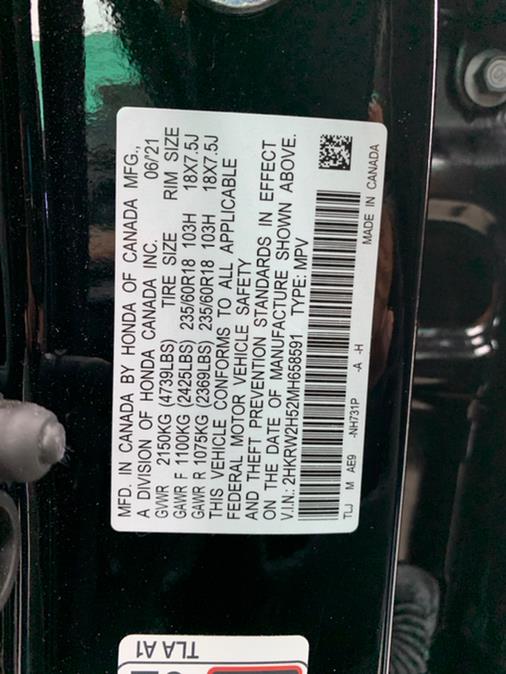 MFD. IN CANADA BY HONDA OF CANADA MFG.,
A DIVISION OF HONDA CANADA INC. 06/'21
GVWR 2150KG (4739LBS) TIRE SIZE RIM SIZE
GAWR F 1100KG (2425LBS) 235/60R18 103H 18X7.5J
GAWR R 1075KG (2369LBS) 235/60R18 103H 18X7.5J
THIS VEHICLE CONFORMS TO ALL APPLICABLE
FEDERAL MOTOR VEHICLE SAFETY
AND THEFT PREVENTION STANDARDS IN EFFECT
ON THE DATE OF MANUFACTURE SHOWN ABOVE.
V.I.N.: 2HKRW2H52MH658591 TYPE: MPV
TLJ M AE9 -NH731P -A -H MADE IN CANADA
TLA A1